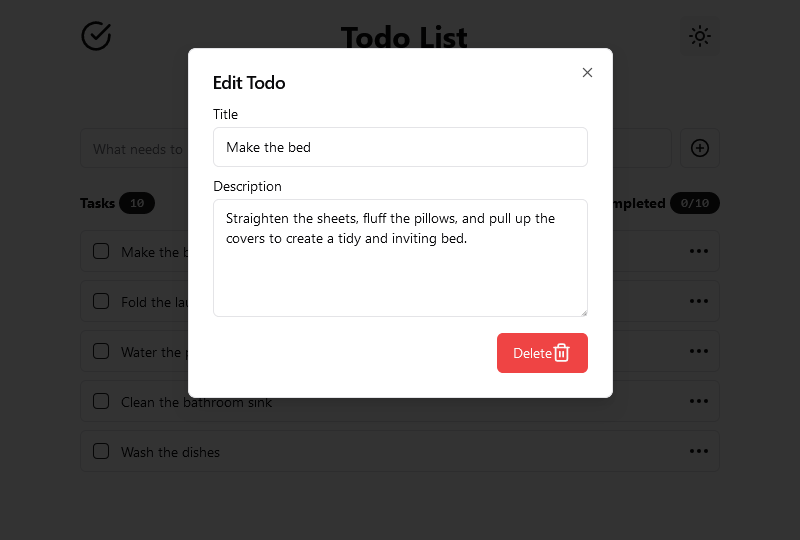 Todo List
Edit Todo
Title
Make the bed
What needs to
Description
Tasks 10
mpleted 0/10
Straighten the sheets, fluff the pillows, and pull up the
covers to create a tidy and inviting bed.
Make the b
Fold the lau
Water the
Delete
Clean the bathroom sink
Wash the dishes